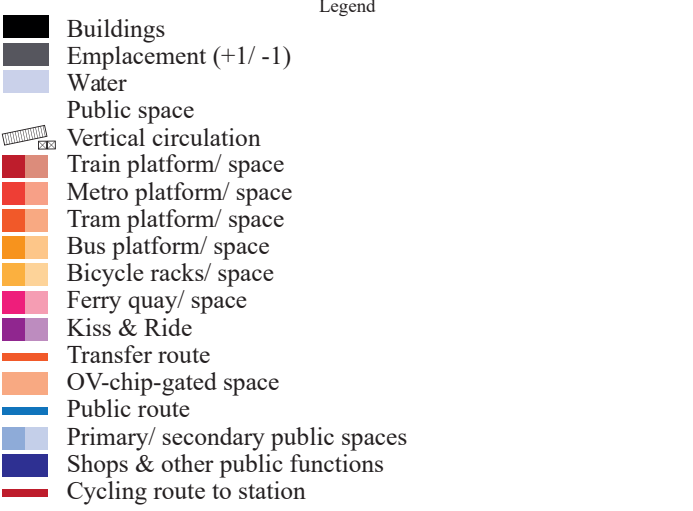 Legend
Buildings
Emplacement (+1/ -1)
Water
Public space
Vertical circulation
Train platform/ space
Metro platform/ space
Tram platform/ space
Bus platform/ space
Bicycle racks/ space
Ferry quay/ space
Kiss & Ride
Transfer route
OV-chip-gated space
Public route
Primary/ secondary public spaces
Shops & other public functions
Cycling route to station